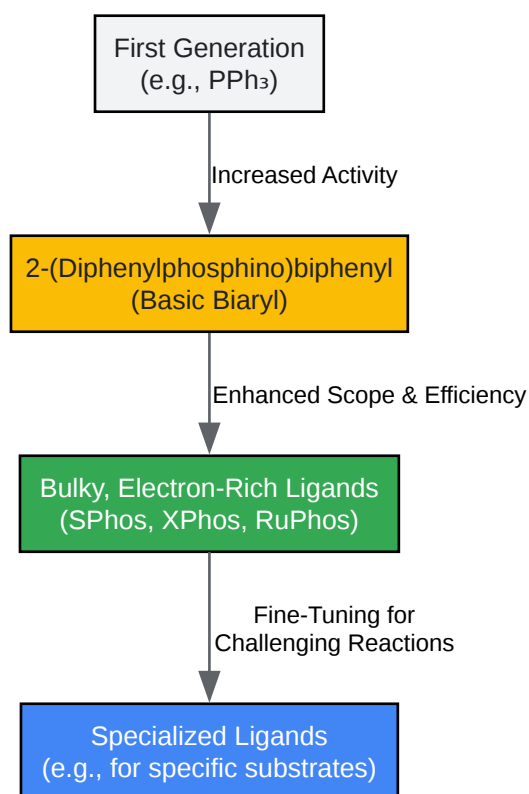 First Generation
(e.g., PPh₃)
Increased Activity
2-(Diphenylphosphino)biphenyl
(Basic Biaryl)
Enhanced Scope & Efficiency
Bulky, Electron-Rich Ligands
(SPhos, XPhos, RuPhos)
Fine-Tuning for
Challenging Reactions
Specialized Ligands
(e.g., for specific substrates)